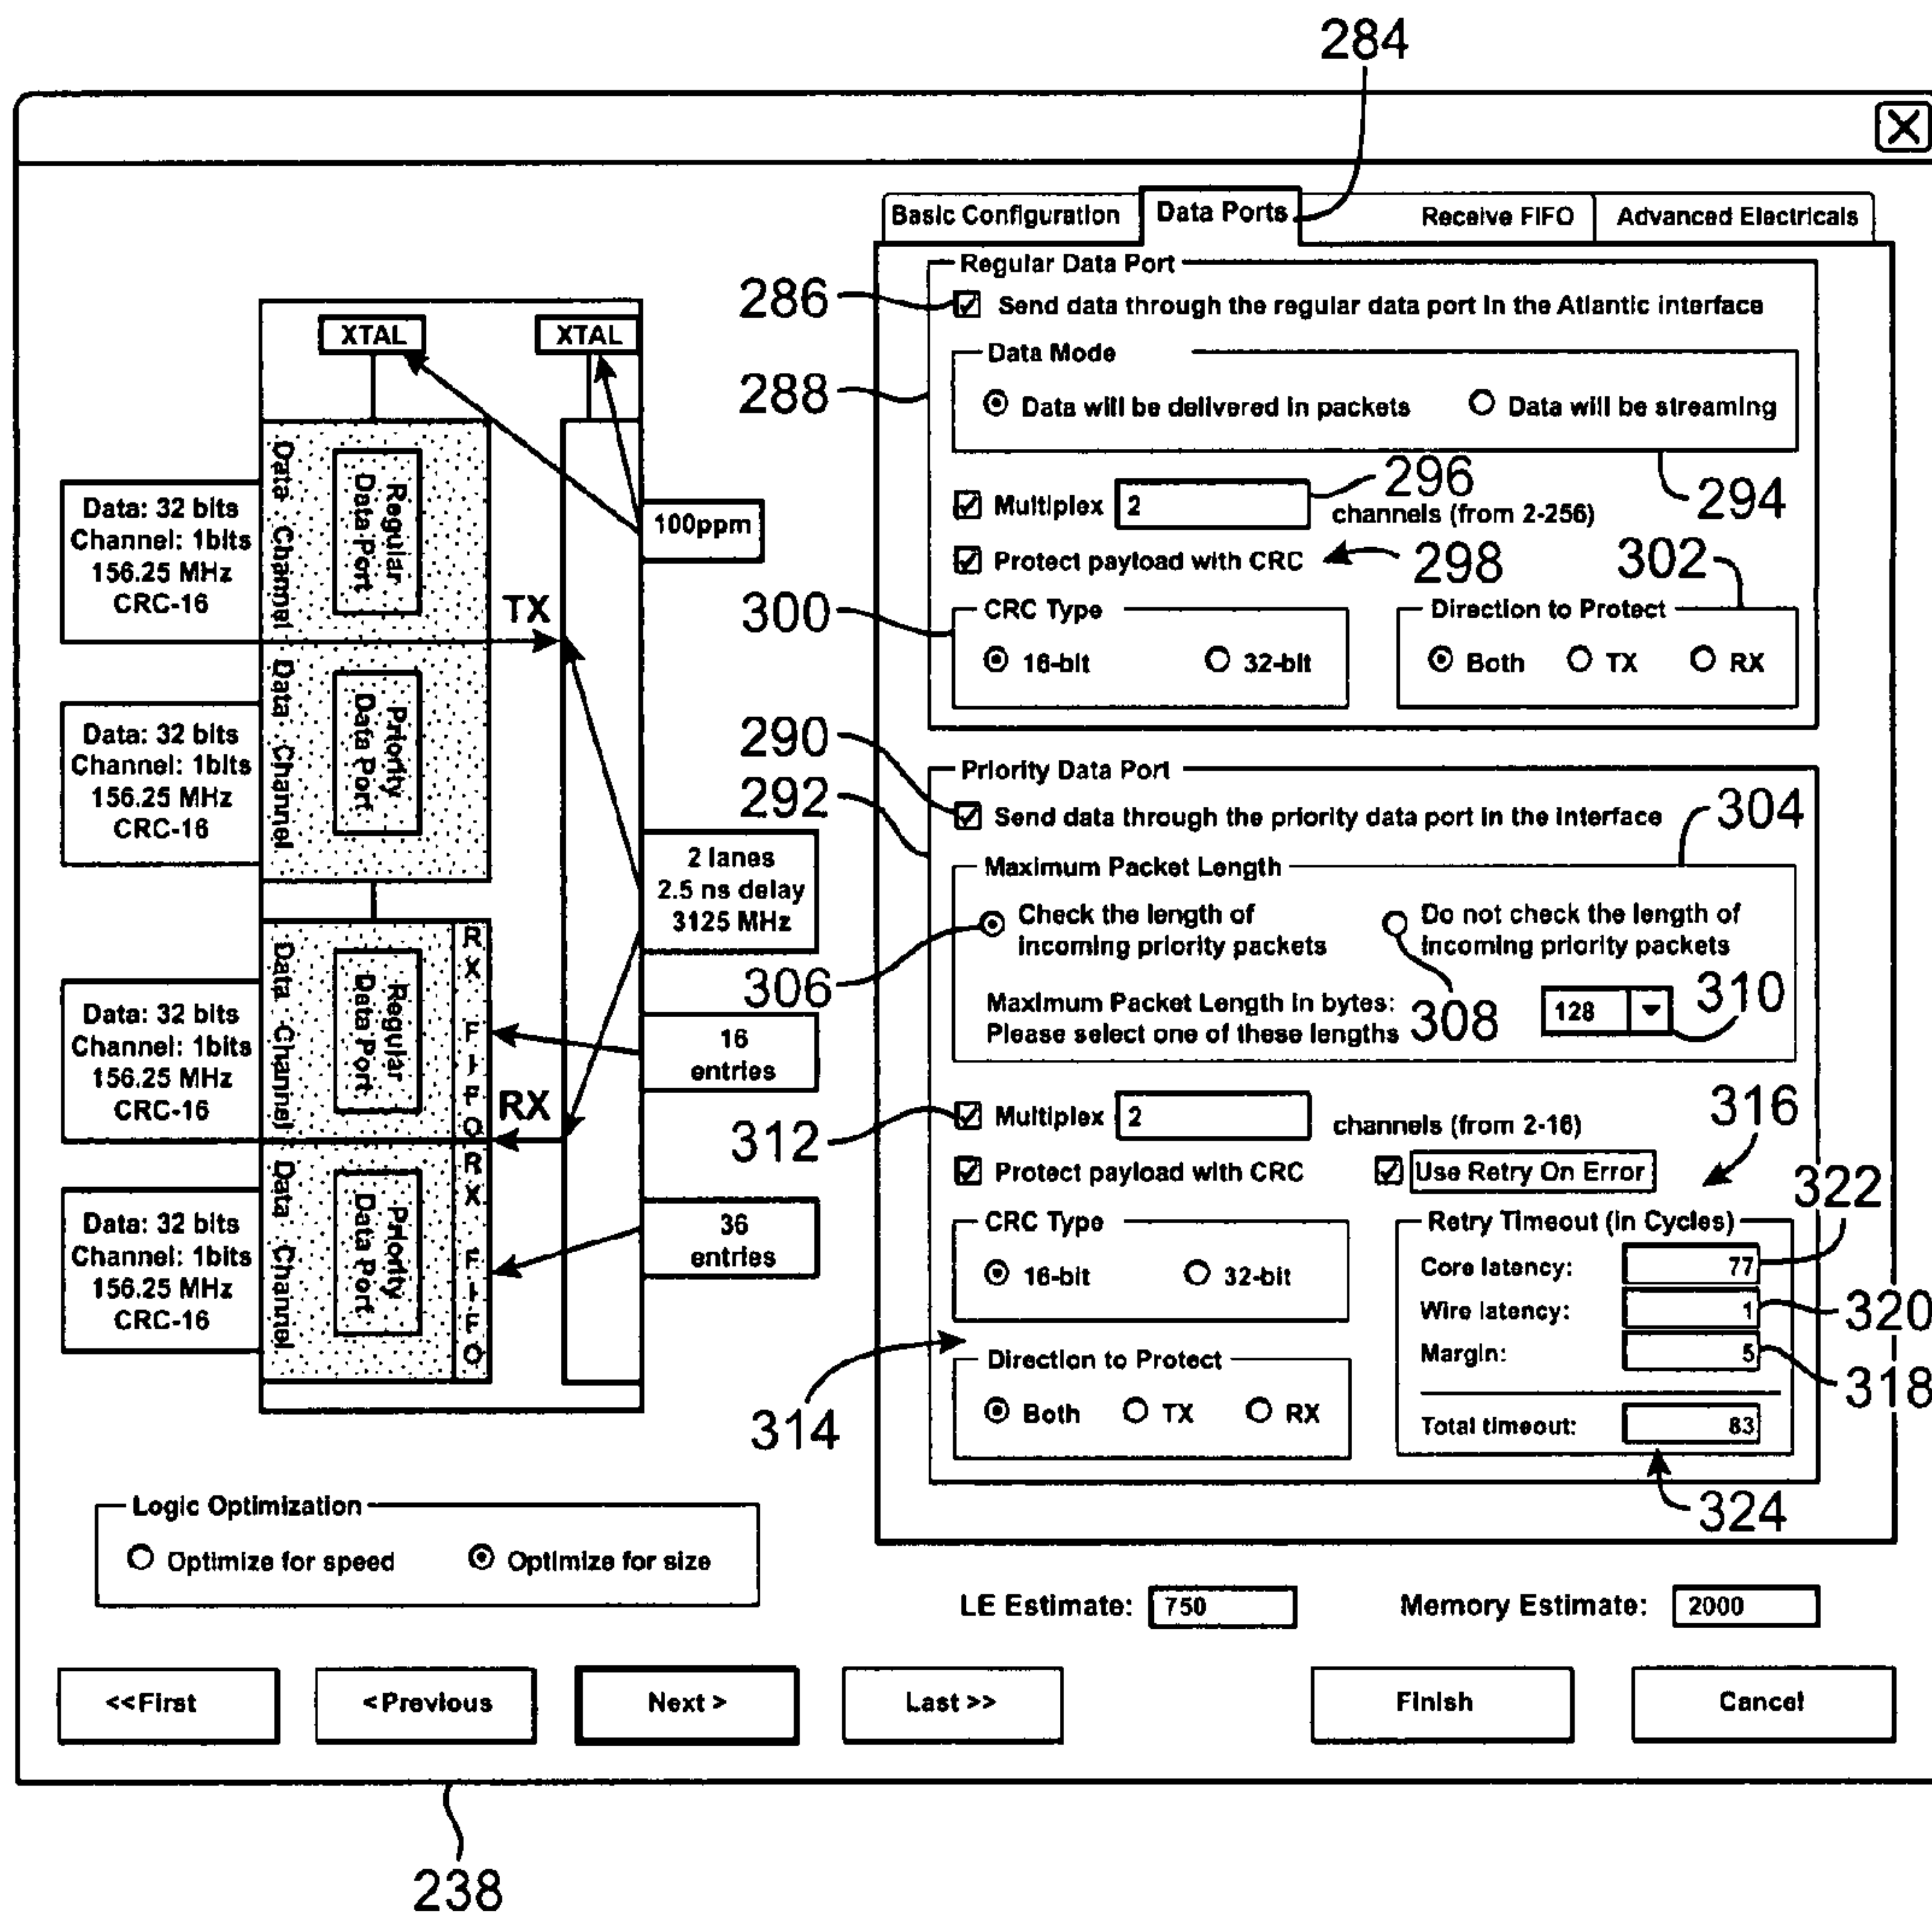 284
Basic Configuration
Data Ports
Receive FIFO
Advanced Electricals
Regular Data Port
286
Send data through the regular data port in the Atlantic interface
Data Mode
288
Data will be delivered in packets
Data will be streaming
294
Multiplex
2
296
channels (from 2-256)
Protect payload with CRC
298
302
300
CRC Type
16-bit
32-bit
Direction to Protect
Both
TX
RX
290
292
Priority Data Port
Send data through the priority data port in the interface
304
Maximum Packet Length
Check the length of
incoming priority packets
Do not check the length of
incoming priority packets
306
Maximum Packet Length in bytes:
Please select one of these lengths
308
128
310
312
Multiplex
2
channels (from 2-16)
316
Protect payload with CRC
Use Retry On Error
322
CRC Type
16-bit
32-bit
Retry Timeout (in Cycles)
Core latency:
77
Wire latency:
1
320
Margin:
5
318
Total timeout:
83
324
314
Direction to Protect
Both
TX
RX
XTAL
XTAL
100ppm
Data: 32 bits
Channel: 1bits
156.25 MHz
CRC-16
Data Channel
Regular
Data Port
TX
Data: 32 bits
Channel: 1bits
156.25 MHz
CRC-16
Data Channel
Priority
Data Port
2 lanes
2.5 ns delay
3125 MHz
Data: 32 bits
Channel: 1bits
156.25 MHz
CRC-16
Data Channel
Regular
Data Port
RX FIFO
16
entries
RX
Data: 32 bits
Channel: 1bits
156.25 MHz
CRC-16
Data Channel
Priority
Data Port
RX FIFO
36
entries
Logic Optimization
Optimize for speed
Optimize for size
LE Estimate:
750
Memory Estimate:
2000
<<First
<Previous
Next >
Last >>
Finish
Cancel
238